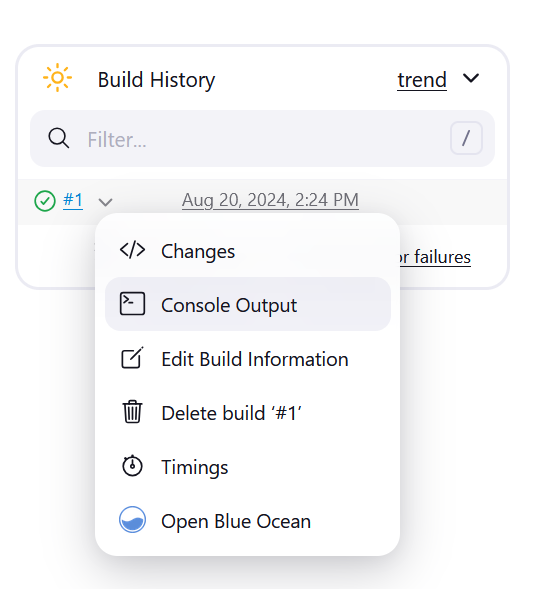 Build History trend
Filter... /
#1 Aug 20, 2024, 2:24 PM
Changes
failures
Console Output
Edit Build Information
Delete build ‘#1’
Timings
Open Blue Ocean